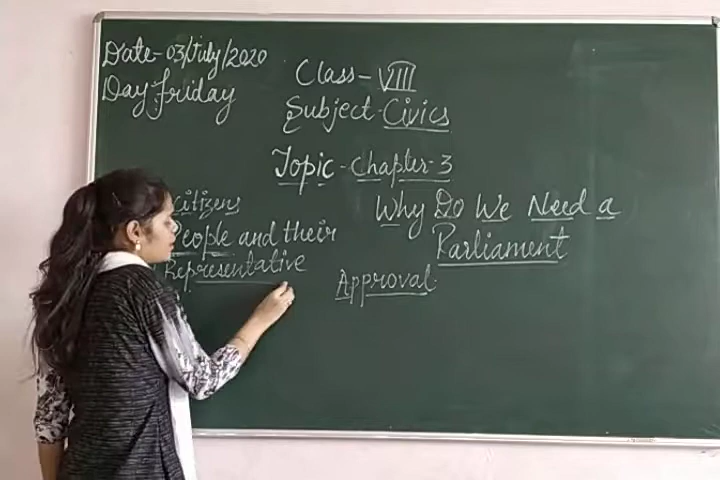 Date-03/July/2020
Day:friday
Class-VIII
Subject-Civics
Topic-Chapter-3
Why Do We Need a
Parliament
citizens
People and their
Representative
Approval